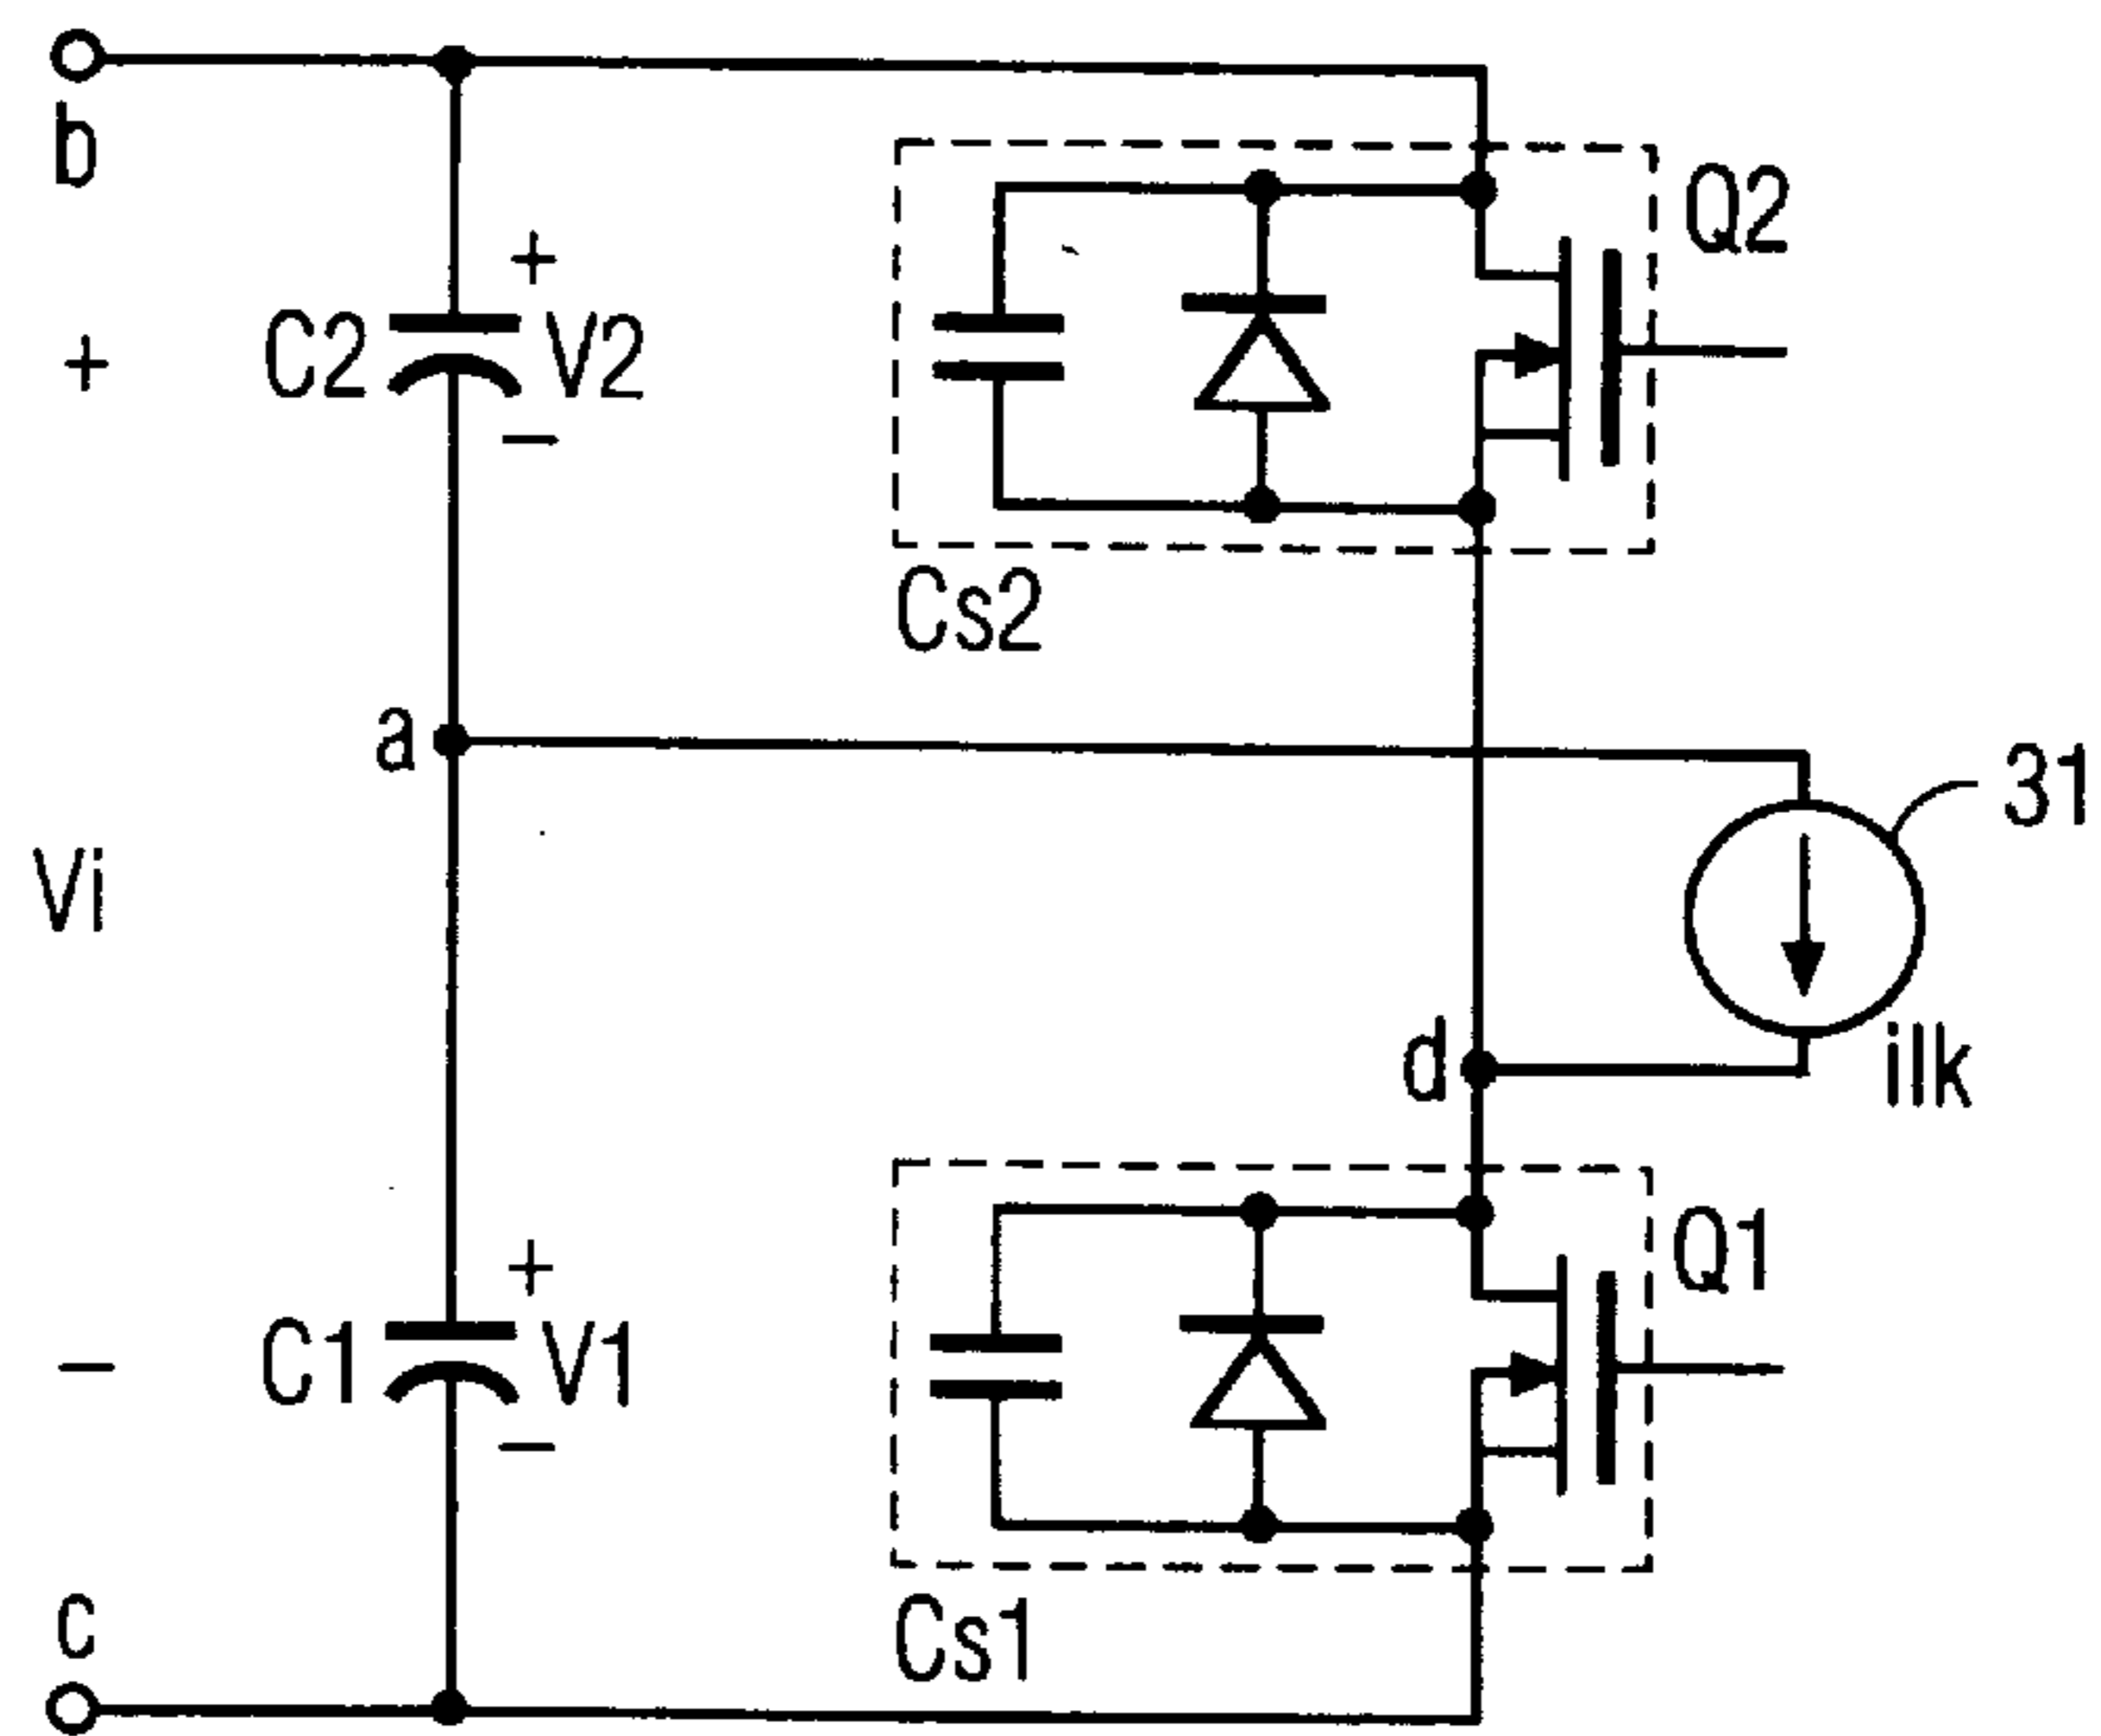 b
Q2
+
+
C2
V2
−
Cs2
a
31
Vi
d
ilk
Q1
+
−
C1
V1
−
c
Cs1